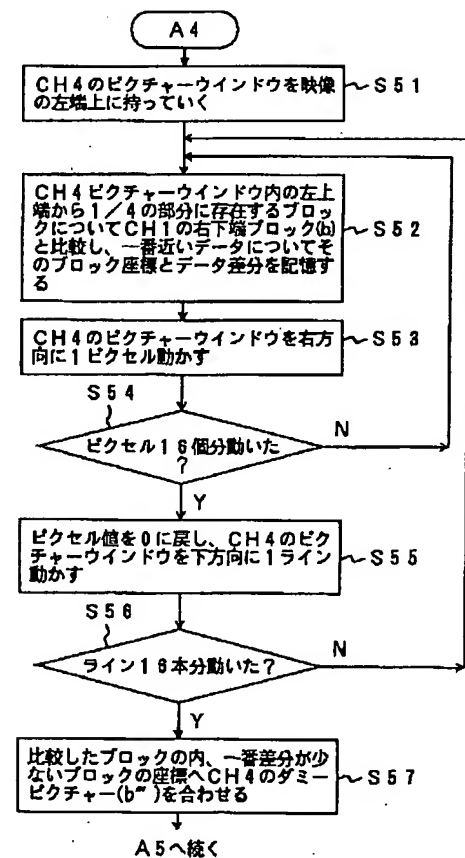 A4
CH4のピクチャーウインドウを映像
の左端上に持っていく
S51
CH4ピクチャーウインドウ内の左上
端から1/4の部分に存在するブロッ
クについてCH1の右下端ブロック(b)
と比較し、一番近いデータについてそ
のブロック座標とデータ差分を記憶す
る
S52
CH4のピクチャーウインドウを右方
向に1ピクセル動かす
S53
S54
ピクセル16個分動いた
?
N
Y
ピクセル値を0に戻し、CH4のピク
チャーウインドウを下方向に1ライン
動かす
S55
S56
ライン16本分動いた?
N
Y
比較したブロックの内、一番差分が少
ないブロックの座標へCH4のダミー
ピクチャー(b‴)を合わせる
S57
A5へ続く